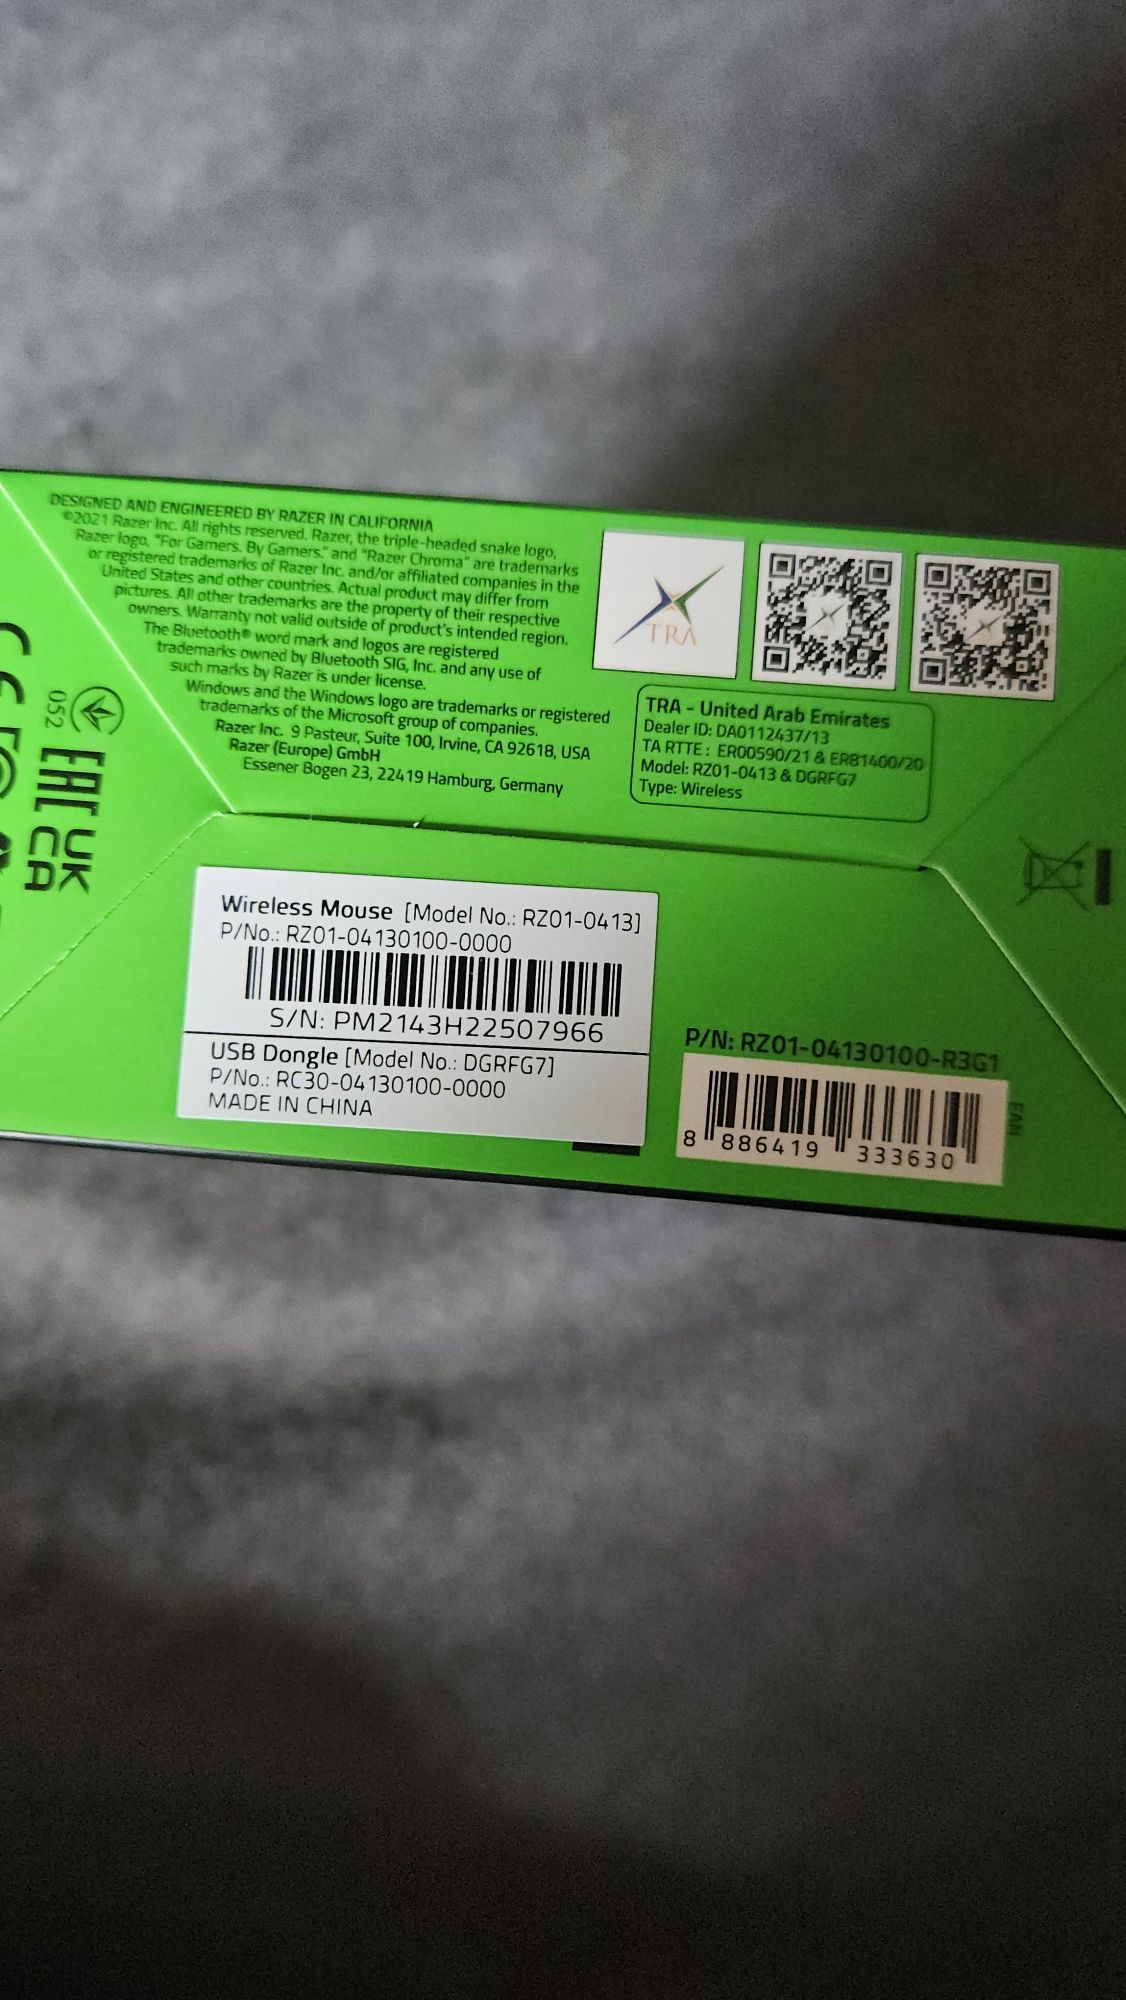 DESIGNED AND ENGINEERED BY RAZER IN CALIFORNIA
©2021 Razer Inc. All rights reserved. Razer, the triple-headed snake logo,
Razer logo, "For Gamers. By Gamers." and "Razer Chroma" are trademarks
or registered trademarks of Razer Inc. and/or affiliated companies in the
United States and other countries. Actual product may differ from
pictures. All other trademarks are the property of their respective
owners. Warranty not valid outside of product's intended region.
The Bluetooth® word mark and logos are registered
trademarks owned by Bluetooth SIG, Inc. and any use of
such marks by Razer is under license.
Windows and the Windows logo are trademarks or registered
trademarks of the Microsoft group of companies.
Razer Inc. 9 Pasteur, Suite 100, Irvine, CA 92618, USA
Razer (Europe) GmbH
Essener Bogen 23, 22419 Hamburg, Germany
TRA
TRA - United Arab Emirates
Dealer ID: DA0112437/13
TA RTTE : ER00590/21 & ER81400/20
Model: RZ01-0413 & DGRFG7
Type: Wireless
052
EAC
UK
CA
CE
Wireless Mouse [Model No.: RZ01-0413]
P/No.: RZ01-04130100-0000
S/N: PM2143H22507966
USB Dongle [Model No.: DGRFG7]
P/No.: RC30-04130100-0000
MADE IN CHINA
P/N: RZ01-04130100-R3G1
EAN
8 886419 333630